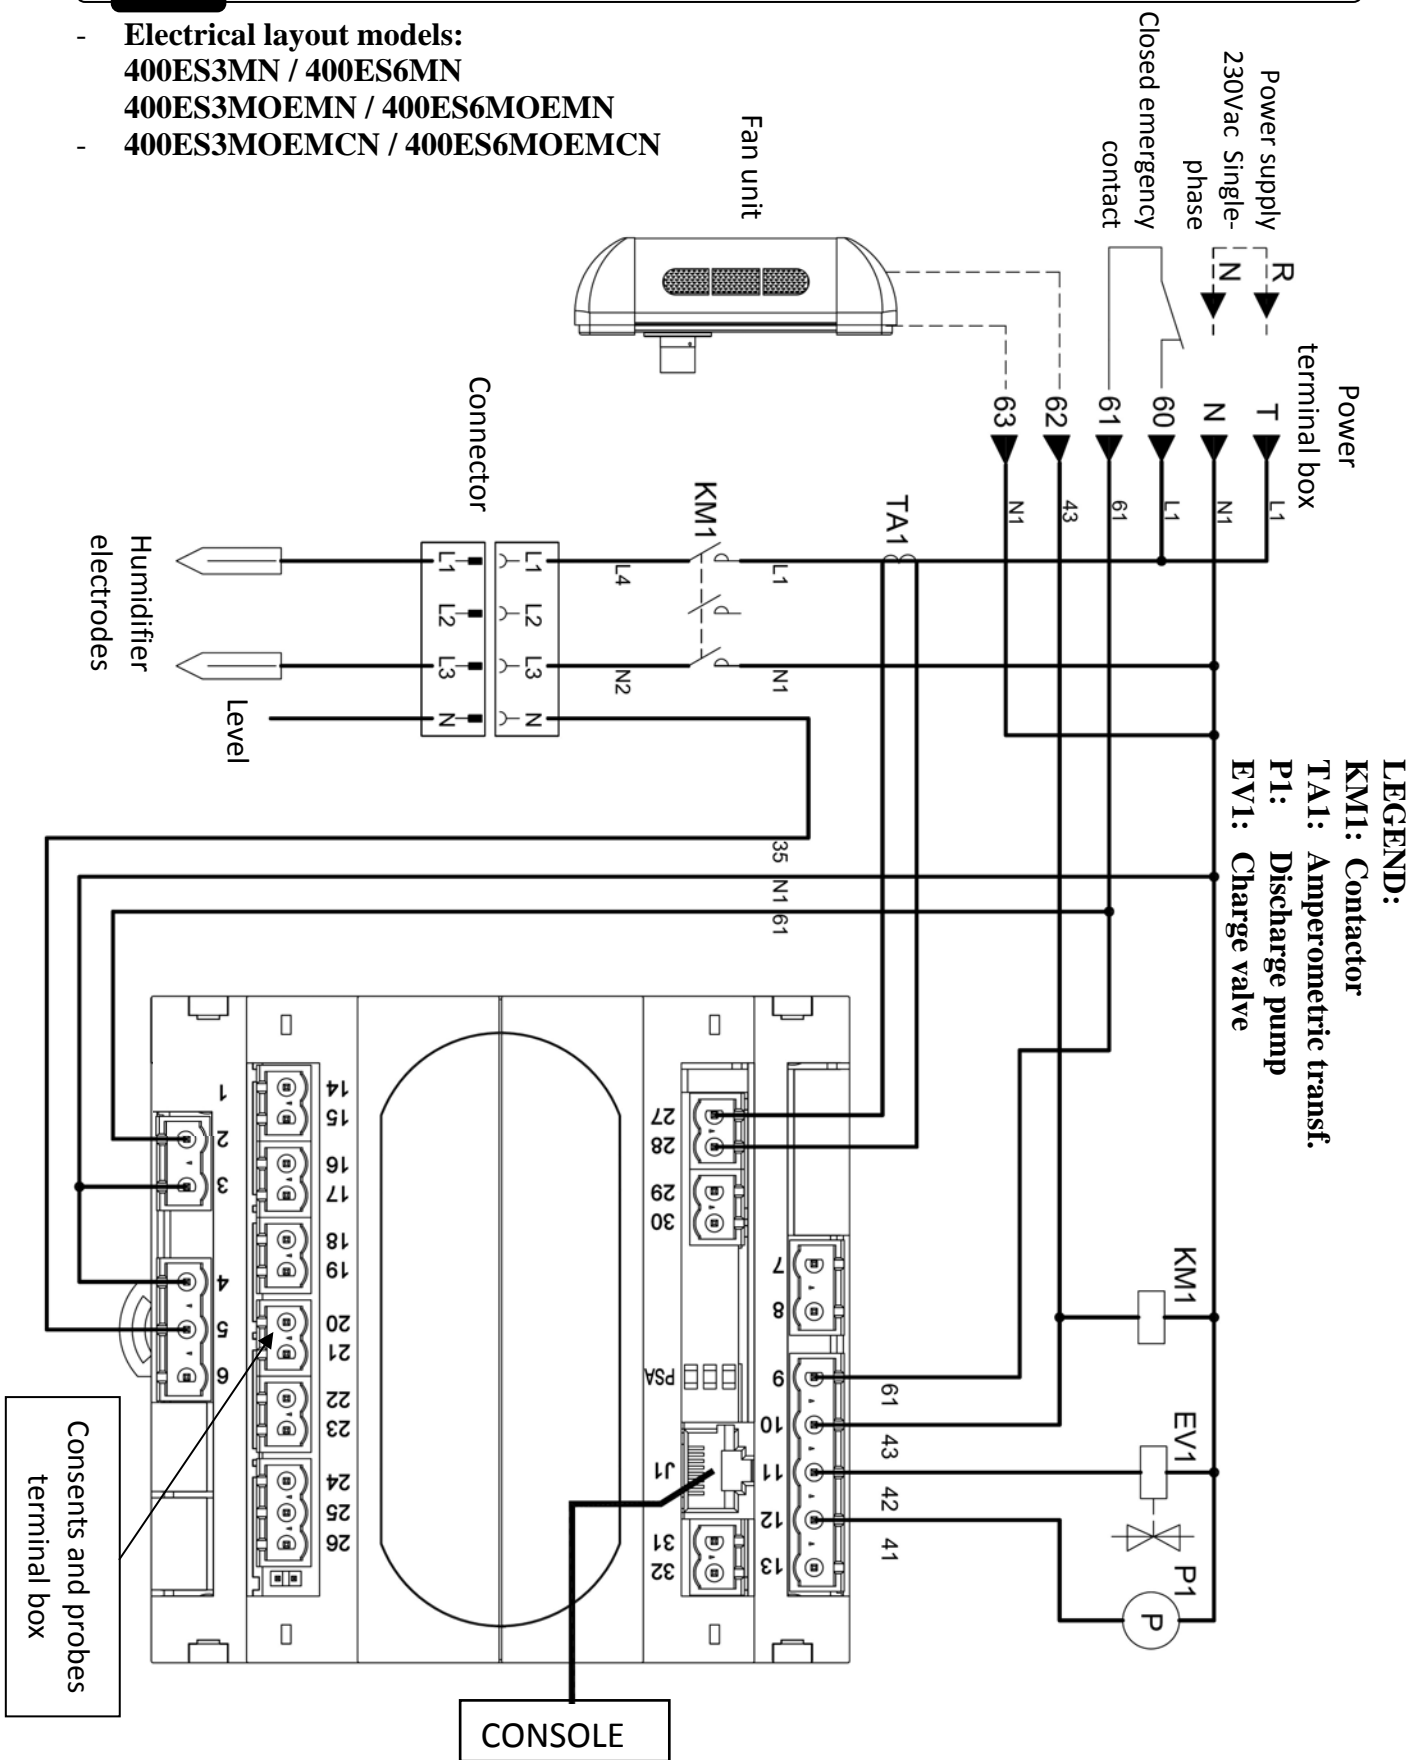 - Electrical layout models:
400ES3MN / 400ES6MN
400ES3MOEMN / 400ES6MOEMN
- 400ES3MOEMCN / 400ES6MOEMCN
Power supply
230Vac Single-
phase
Closed emergency
contact
Fan unit
R
N
Power
terminal box
T
N
60
61
62
63
L1
N1
L1
61
43
N1
LEGEND:
KM1: Contactor
TA1: Amperometric transf.
P1: Discharge pump
EV1: Charge valve
TA1
KM1
L1
N1
L4
N2
Connector
L1
L2
L3
N
L1
L2
L3
N
Humidifier
electrodes
Level
35
N1
61
1
2
3
4
5
6
14
15
16
17
18
19
20
21
22
23
24
25
26
27
28
29
30
PSA
J1
31
32
7
8
9
10
11
12
13
61
43
42
41
KM1
EV1
P1
P
Consents and probes
terminal box
CONSOLE